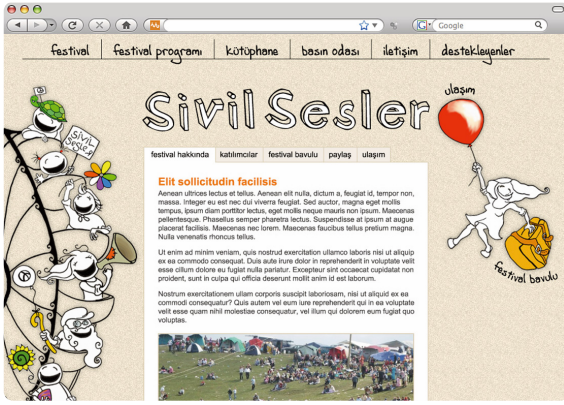 Google
festival festival programı kütüphane basın odası iletişim destekleyenler
Sivil Sesler
ulaşım
SiViL
SeSLeR
festival hakkında katılımcılar festival bavulu paylaş ulaşım
Elit sollicitudin facilisis
Aenean ultrices lectus et tellus. Aenean elit nulla, dictum a, feugiat id, tempor non,
massa. Integer eu est nec dui viverra feugiat. Sed auctor, magna eget mollis
tempus, ipsum diam porttitor lectus, eget mollis neque mauris non ipsum. Maecenas
pellentesque. Phasellus semper pharetra lectus. Suspendisse at ipsum at augue
placerat facilisis. Maecenas nec lorem. Maecenas faucibus tellus pretium magna.
Nulla venenatis rhoncus tellus.
Ut enim ad minim veniam, quis nostrud exercitation ullamco laboris nisi ut aliquip
ex ea commodo consequat. Duis aute irure dolor in reprehenderit in voluptate velit
esse cillum dolore eu fugiat nulla pariatur. Excepteur sint occaecat cupidatat non
proident, sunt in culpa qui officia deserunt mollit anim id est laborum.
Nostrum exercitationem ullam corporis suscipit laboriosam, nisi ut aliquid ex ea
commodi consequatur? Quis autem vel eum iure reprehenderit qui in ea voluptate
velit esse quam nihil molestiae consequatur, vel illum qui dolorem eum fugiat quo
voluptas.
festival bavulu